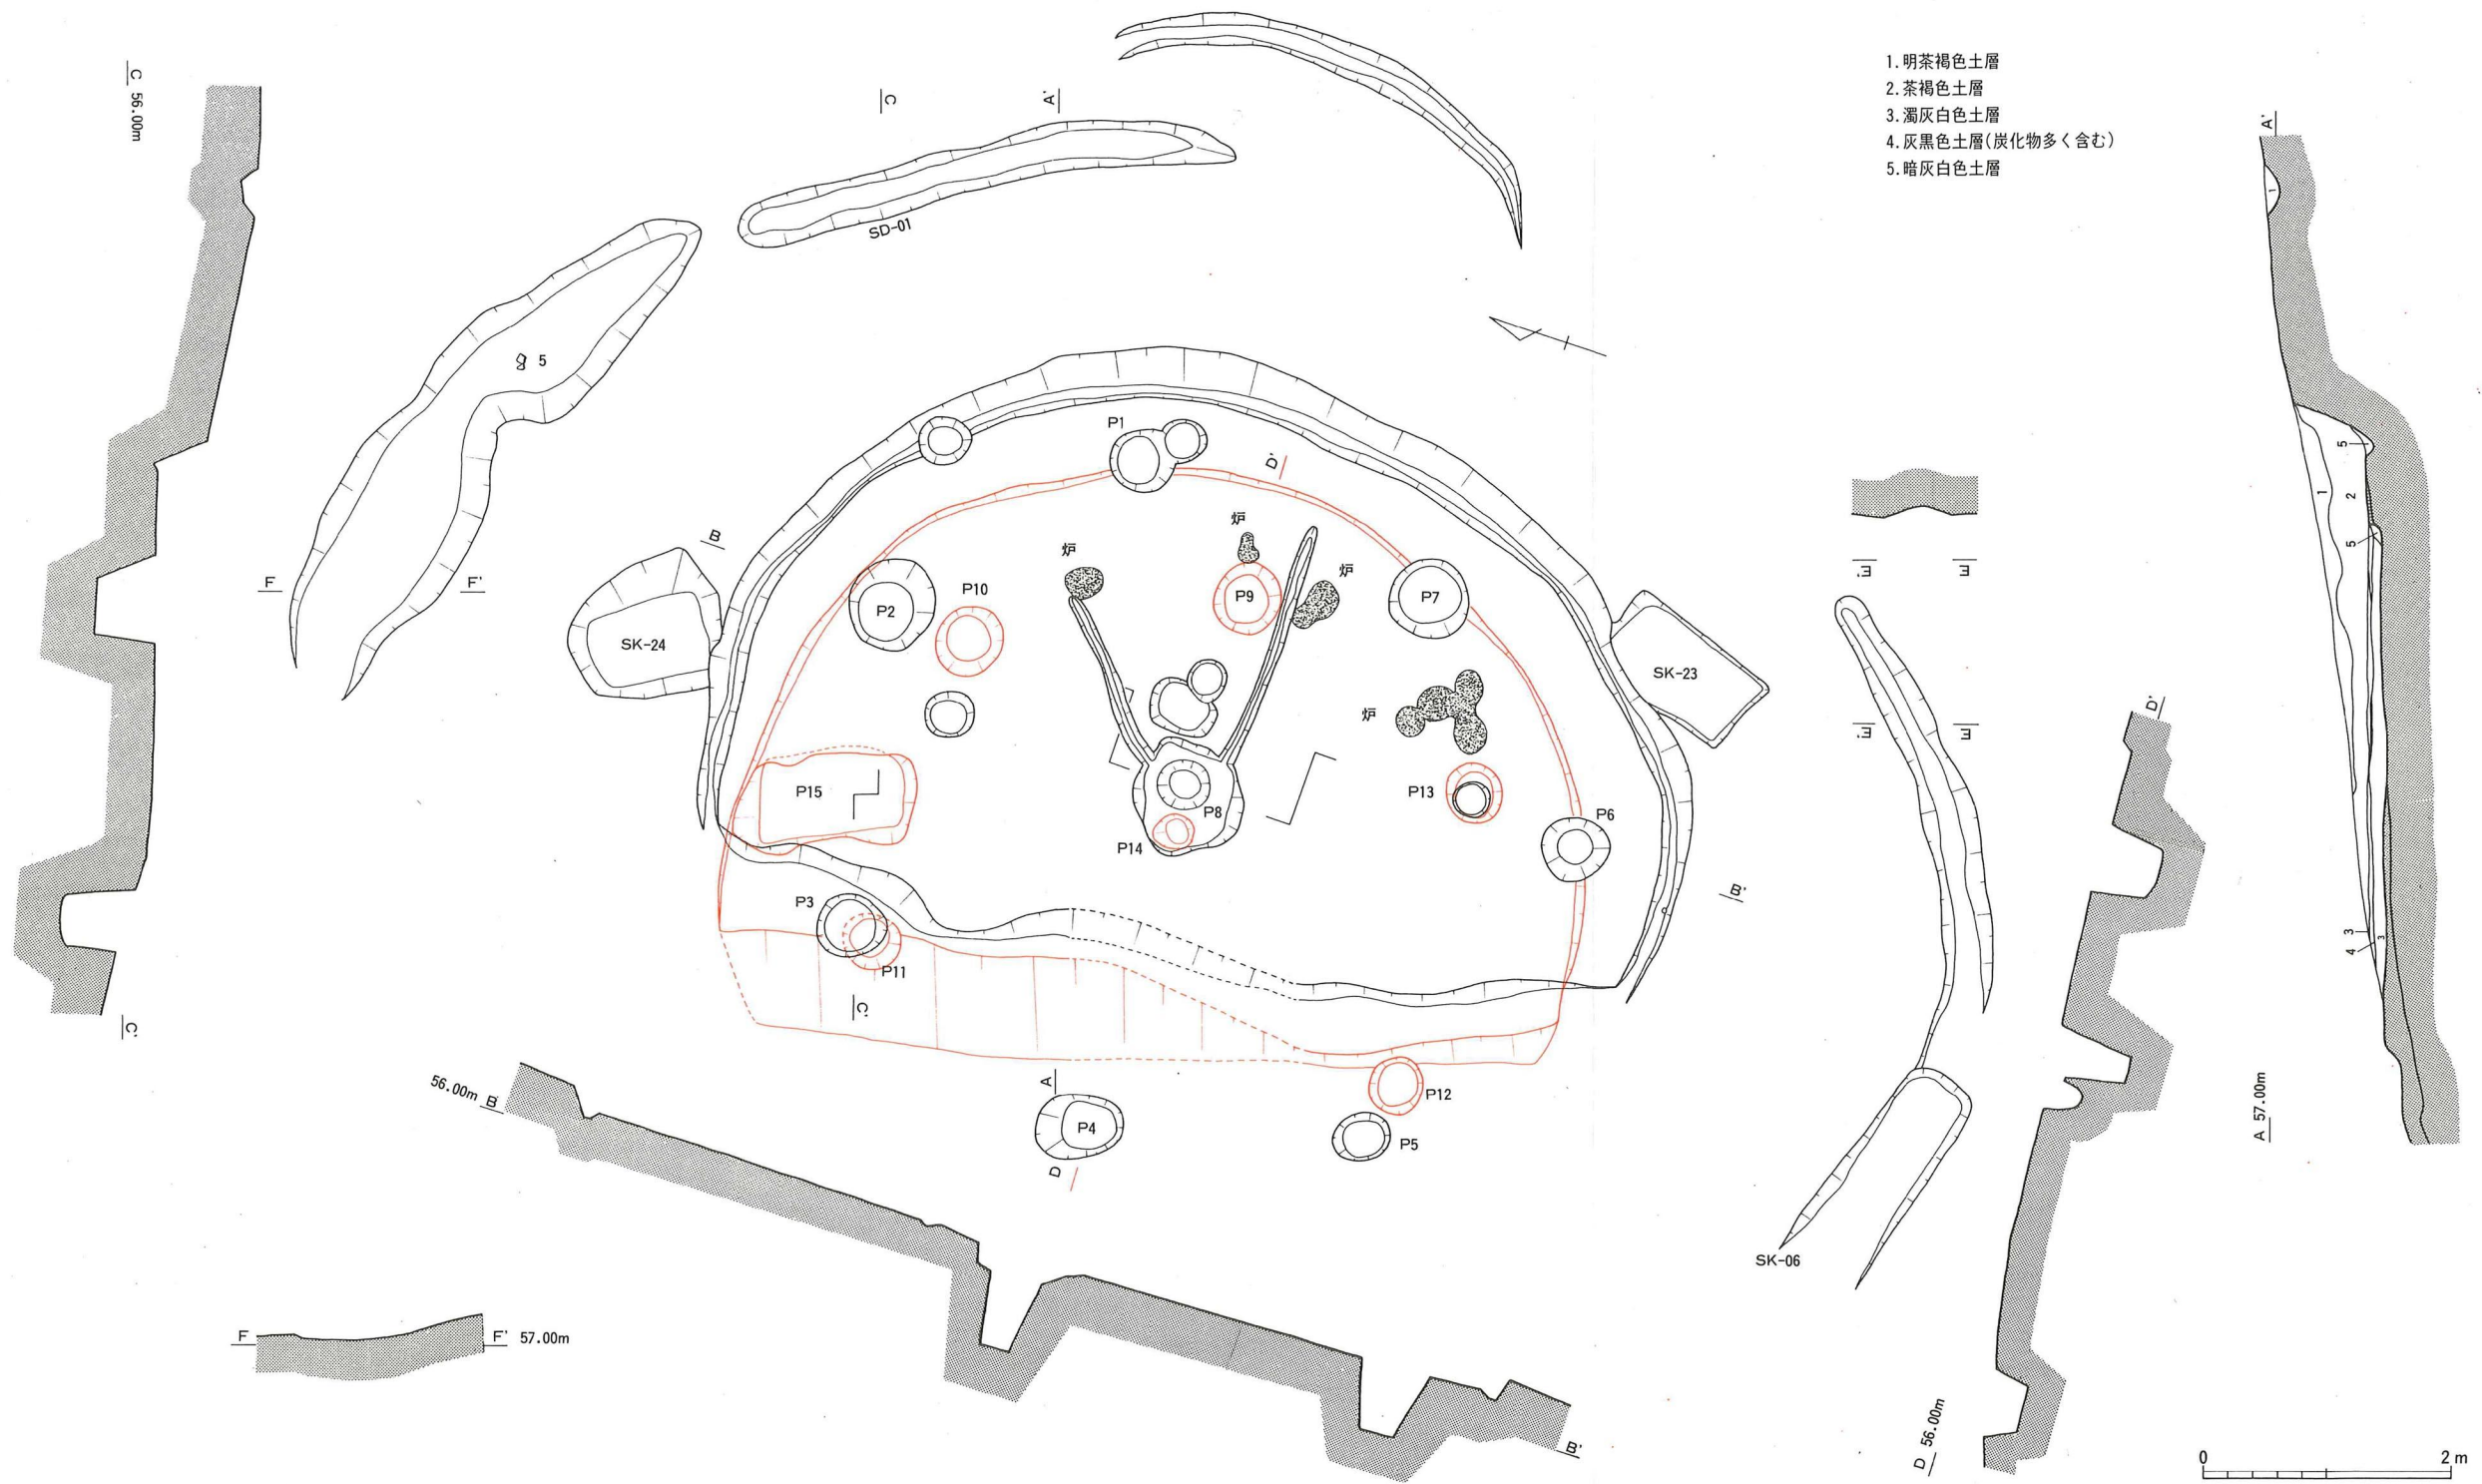 C 56.00m
C
A'
1.明茶褐色土層
2.茶褐色土層
3.濁灰白色土層
4.灰黒色土層(炭化物多く含む)
5.暗灰白色土層
A'
1
SD-01
5
P1
D'
5
1
2
5
B
炉
炉
炉
F
F'
E'
E
P2
P10
P9
P7
SK-24
SK-23
炉
E'
E
D'
P15
P13
P8
P6
P14
B'
P3
P11
3
4
3
C'
C'
A
P12
56.00m B
P4
P5
A 57.00m
D
SK-06
F
F' 57.00m
B'
D 56.00m
0
2m